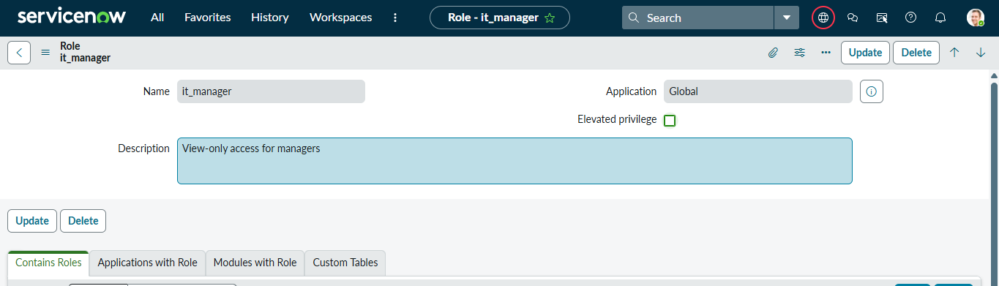 servicenow All Favorites History Workspaces Role - it_manager Search
Role
it_manager
Update Delete
Name it_manager Application Global
Elevated privilege
Description View-only access for managers
Update Delete
Contains Roles Applications with Role Modules with Role Custom Tables